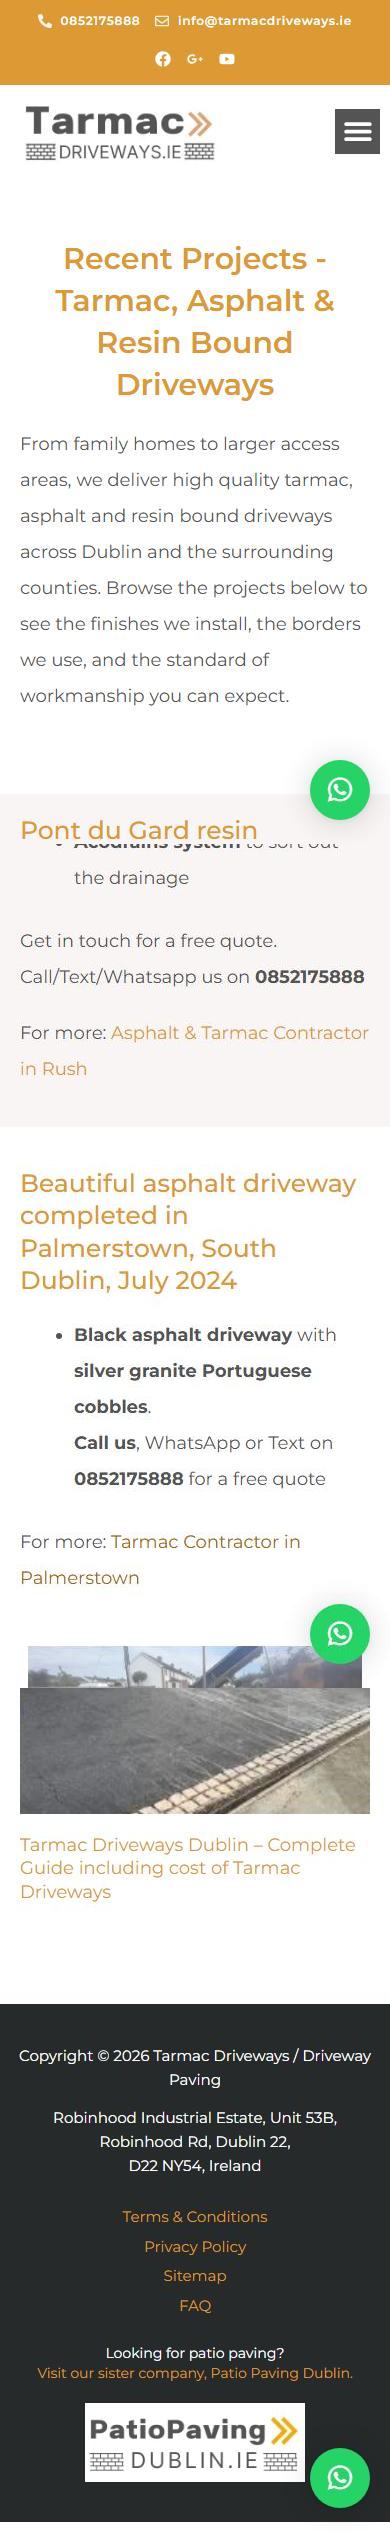 0852175888 info@tarmacdriveways.ie
Tarmac
DRIVEWAYS.IE
Recent Projects -
Tarmac, Asphalt &
Resin Bound
Driveways
From family homes to larger access
areas, we deliver high quality tarmac,
asphalt and resin bound driveways
across Dublin and the surrounding
counties. Browse the projects below to
see the finishes we install, the borders
we use, and the standard of
workmanship you can expect.
Pont du Gard resin
Acodrains system to sort out
the drainage
Get in touch for a free quote.
Call/Text/Whatsapp us on 0852175888
For more: Asphalt & Tarmac Contractor
in Rush
Beautiful asphalt driveway
completed in
Palmerstown, South
Dublin, July 2024
Black asphalt driveway with
silver granite Portuguese
cobbles.
Call us, WhatsApp or Text on
0852175888 for a free quote
For more: Tarmac Contractor in
Palmerstown
Tarmac Driveways Dublin – Complete
Guide including cost of Tarmac
Driveways
Copyright © 2026 Tarmac Driveways / Driveway
Paving
Robinhood Industrial Estate, Unit 53B,
Robinhood Rd, Dublin 22,
D22 NY54, Ireland
Terms & Conditions
Privacy Policy
Sitemap
FAQ
Looking for patio paving?
Visit our sister company, Patio Paving Dublin.
PatioPaving
DUBLIN.IE